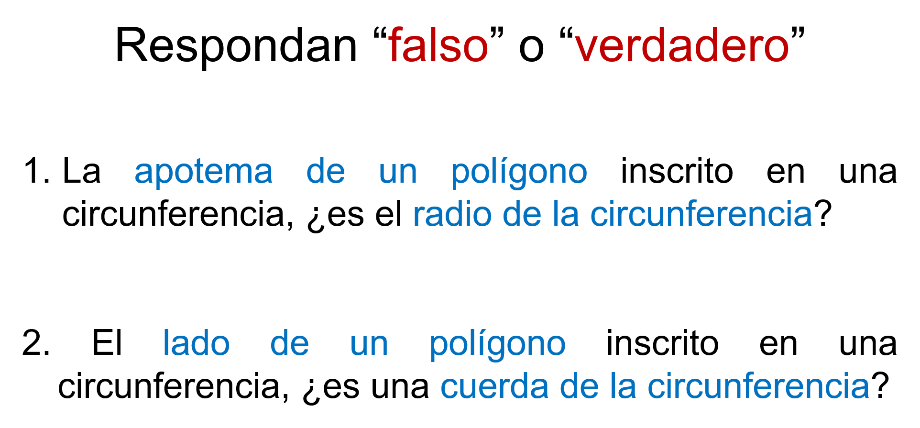 Respondan “falso” o “verdadero”
1. La apotema de un polígono inscrito en una
circunferencia, ¿es el radio de la circunferencia?
2. El lado de un polígono inscrito en una
circunferencia, ¿es una cuerda de la circunferencia?